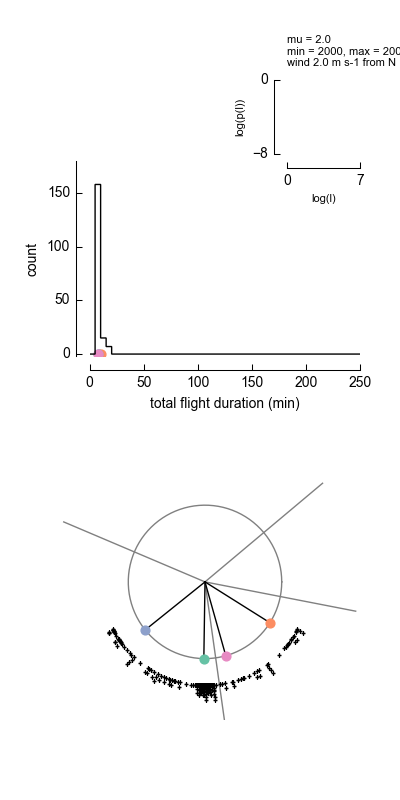 mu = 2.0
min = 2000, max = 200
wind 2.0 m s-1 from N
0
−8
log(p(l))
0 7
log(l)
150
100
50
0
count
0 50 100 150 200 250
total flight duration (min)